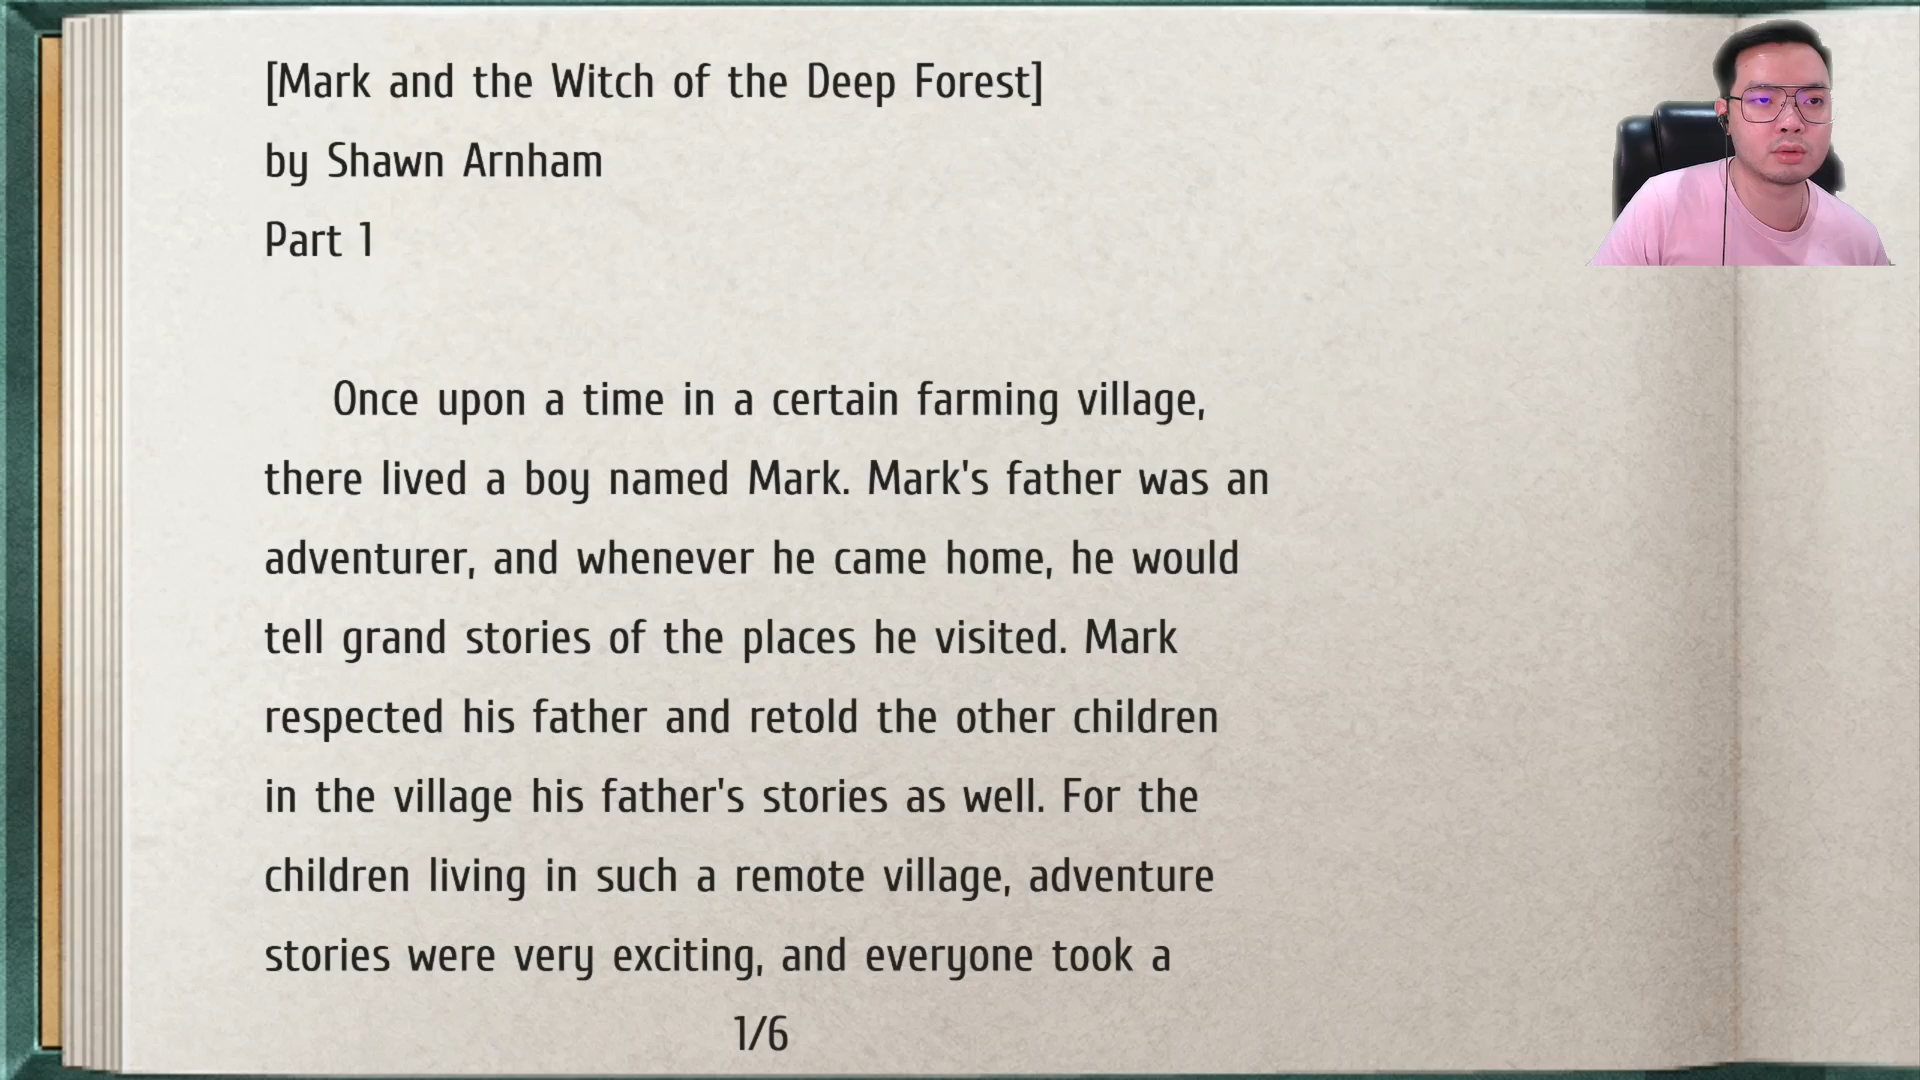 [Mark and the Witch of the Deep Forest]
by Shawn Arnham
Part 1
Once upon a time in a certain farming village,
there lived a boy named Mark. Mark's father was an
adventurer, and whenever he came home, he would
tell grand stories of the places he visited. Mark
respected his father and retold the other children
in the village his father's stories as well. For the
children living in such a remote village, adventure
stories were very exciting, and everyone took a
1/6